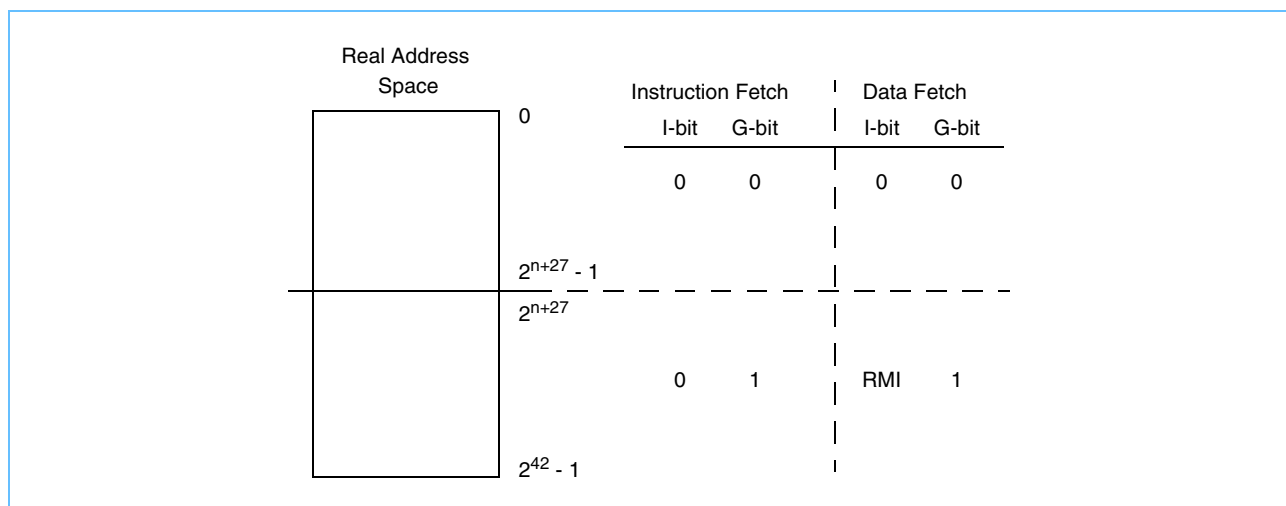 Real Address
Space
0
2^{n+27} - 1
2^{n+27}
2^{42} - 1
Instruction Fetch Data Fetch
I-bit G-bit I-bit G-bit
0 0 0 0
0 1 RMI 1